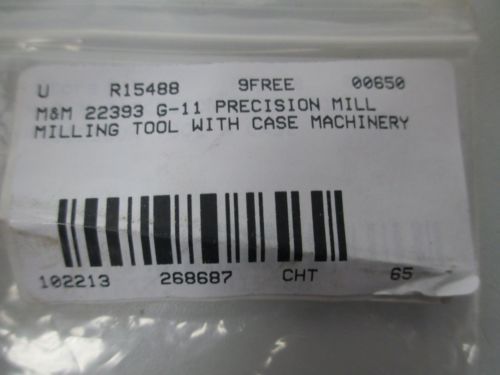 U R15488 9FREE 00650
M&M 22393 G-11 PRECISION MILL
MILLING TOOL WITH CASE MACHINERY
102213 268687 CHT 65